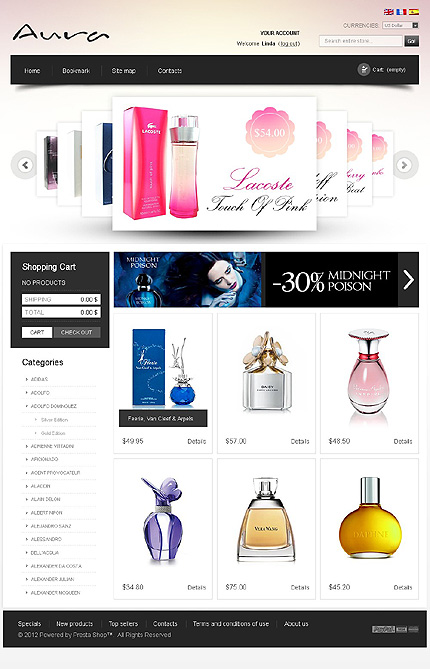 Aura
CURRENCIES: US Dollar
YOUR ACCOUNT
Welcome Linda (log out)
Search entire store...
Go!
Home
Bookmark
Site map
Contacts
Cart: (empty)
LACOSTE
$54.00
Lacoste
Touch Of Pink
Shopping Cart
NO PRODUCTS
SHIPPING 0.00 $
TOTAL 0.00 $
CART
CHECK OUT
MIDNIGHT
POISON
-30% MIDNIGHT
POISON
Categories
ADIDAS
ADOLFO
ADOLFO DOMINGUEZ
Silver Edition
Gold Edition
ADRIENNE VITTADINI
AFICIONADO
AGENT PROVOCATEUR
ALADDIN
ALAIN DELON
ALBERT NIPON
ALEJANDRO SANZ
ALESSANDRO
DELL'ACQUA
ALEXANDER DA COSTA
ALEXANDER JULIAN
ALEXANDER MCQUEEN
Feerie, Van Cleef & Arpels
$49.95 Details
$57.00 Details
$48.50 Details
VERA WANG
$34.80 Details
$75.00 Details
$45.20 Details
Specials
New products
Top sellers
Contacts
Terms and conditions of use
About us
© 2012 Powered by Presta Shop™. All Rights Reserved